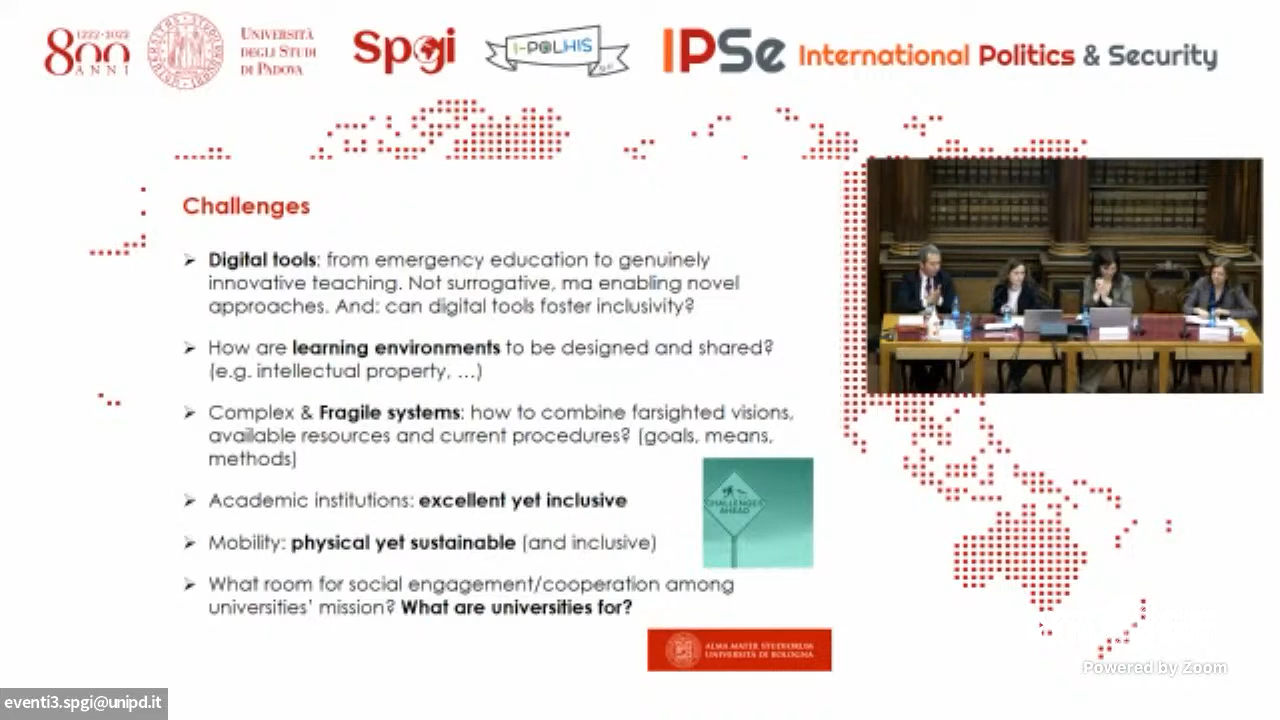 800
1222·2022
ANNI
UNIVERSITÀ
DEGLI STUDI
DI PADOVA
Spgi
I-POLHIS
IPSe International Politics & Security
Challenges
➤ Digital tools: from emergency education to genuinely
innovative teaching. Not surrogative, ma enabling novel
approaches. And: can digital tools foster inclusivity?
➤ How are learning environments to be designed and shared?
(e.g. intellectual property, …)
➤ Complex & Fragile systems: how to combine farsighted visions,
available resources and current procedures? (goals, means,
methods)
CHALLENGES
AHEAD
➤ Academic institutions: excellent yet inclusive
➤ Mobility: physical yet sustainable (and inclusive)
➤ What room for social engagement/cooperation among
universities' mission? What are universities for?
ALMA MATER STUDIORUM
UNIVERSITÀ DI BOLOGNA
Powered by Zoom
eventi3.spgi@unipd.it